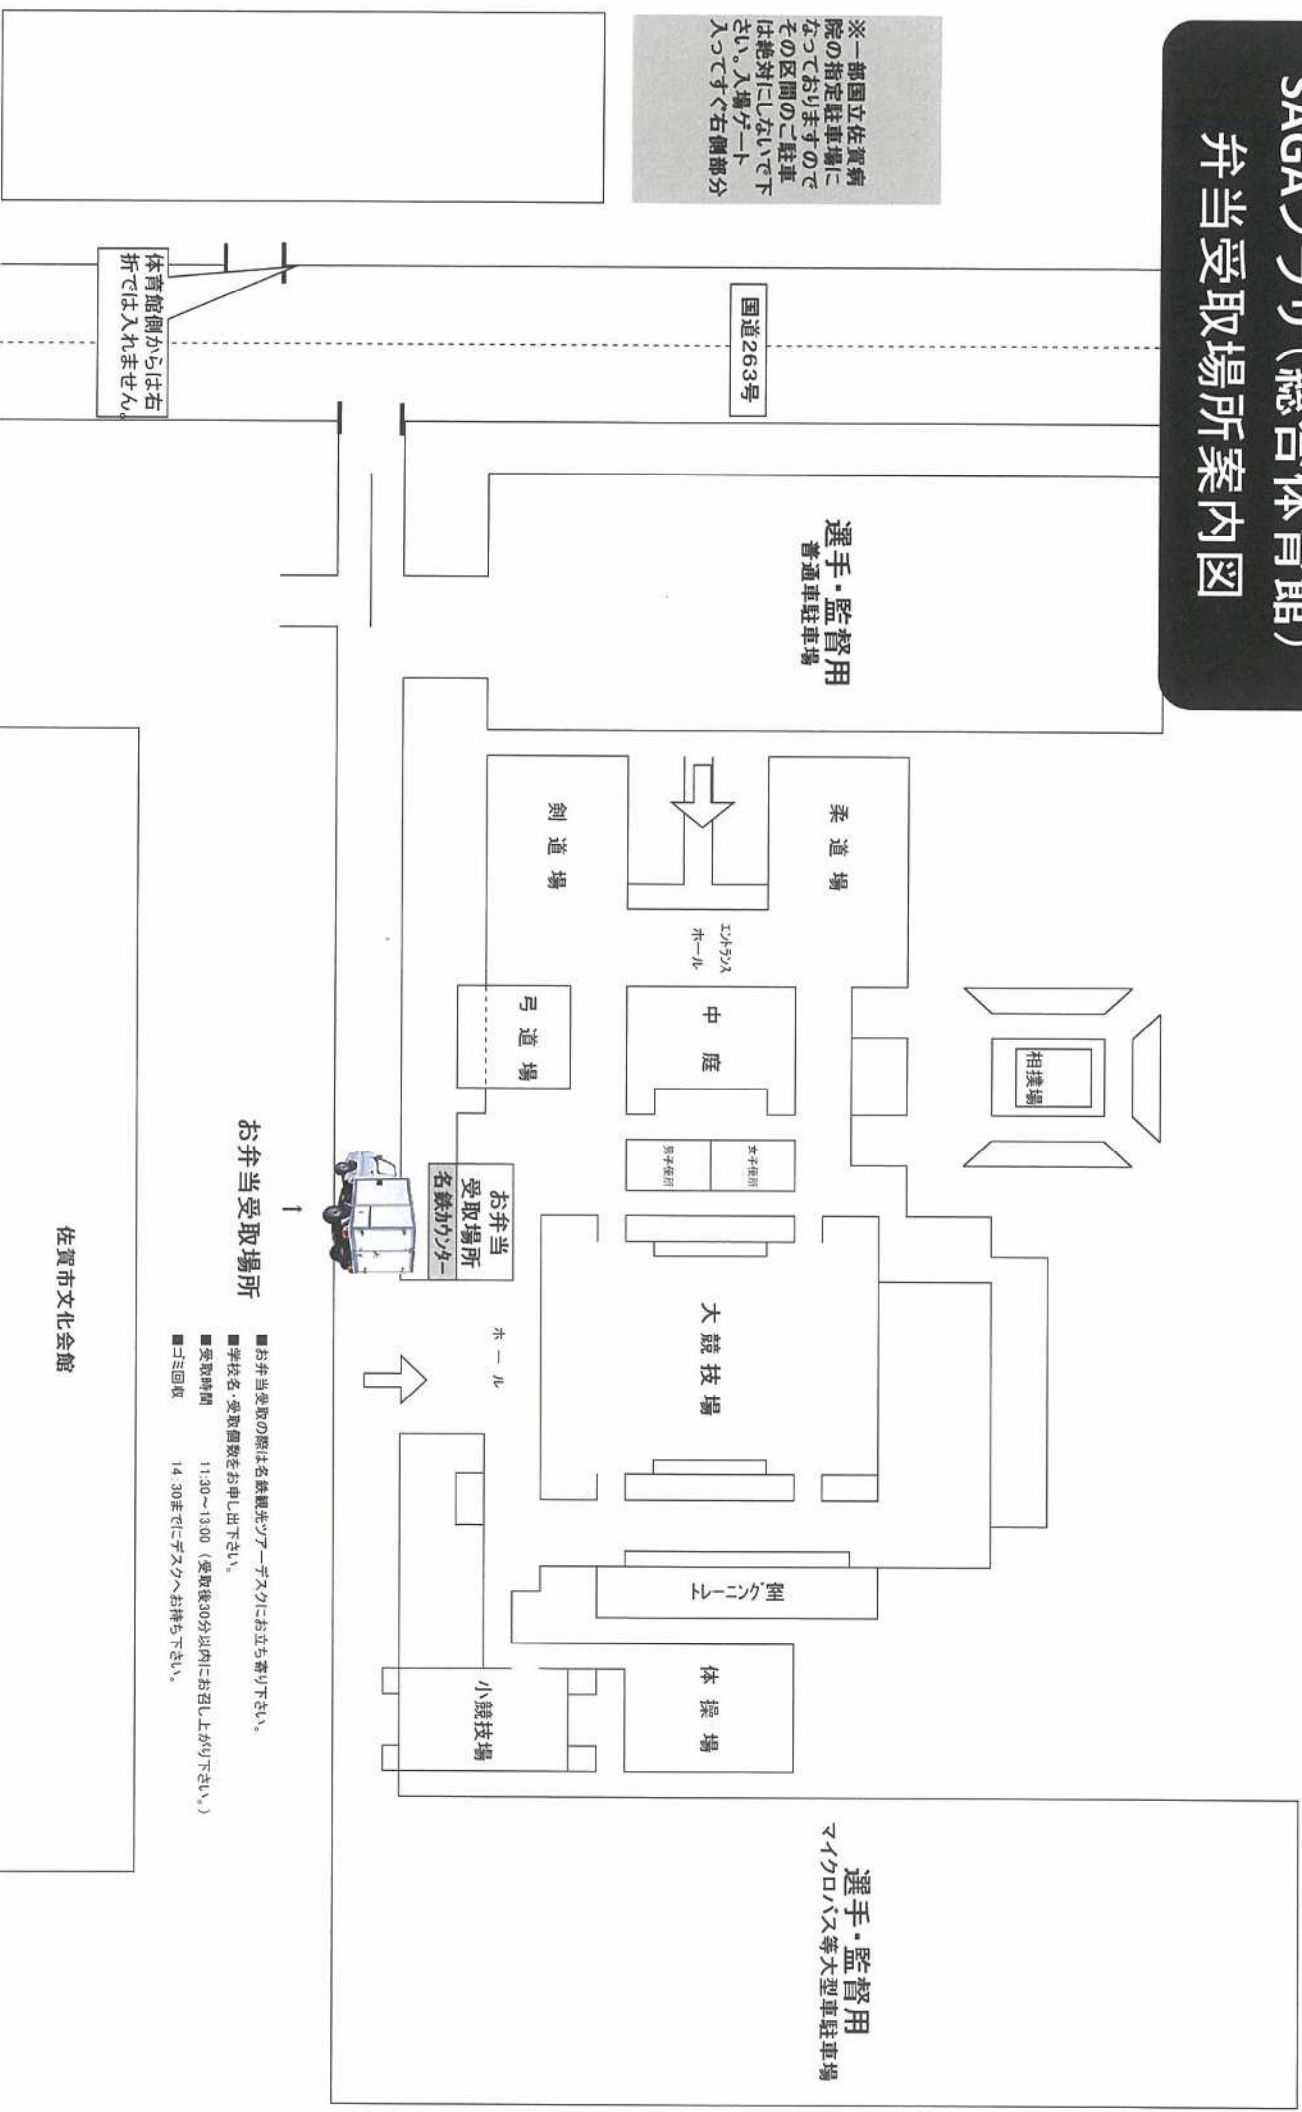 SAGAプラザ（総合体育館）
弁当受取場所案内図
※一部国立佐賀病
院の指定駐車場に
なっておりますので
その区間のご駐車
は絶対にしないで下
さい。入場ゲート
入ってすぐ右側部分
国道263号
体育館側からは右
折では入れません。
選手・監督用
普通車駐車場
柔道場
剣道場
エントランス
ホール
中庭
弓道場
相撲場
女子便所
男子便所
お弁当
受取場所
名鉄カウンター
大競技場
ホール
トレーニング室
体操場
小競技場
選手・監督用
マイクロバス等大型車駐車場
↑
お弁当受取場所
■お弁当受取の際は名鉄観光ツアーデスクにお立ち寄り下さい。
■学校名・受取個数をお申し出下さい。
■受取時間 11:30～13:00（受取後30分以内にお召し上がり下さい。）
■ゴミ回収 14:30までにデスクへお持ち下さい。
佐賀市文化会館